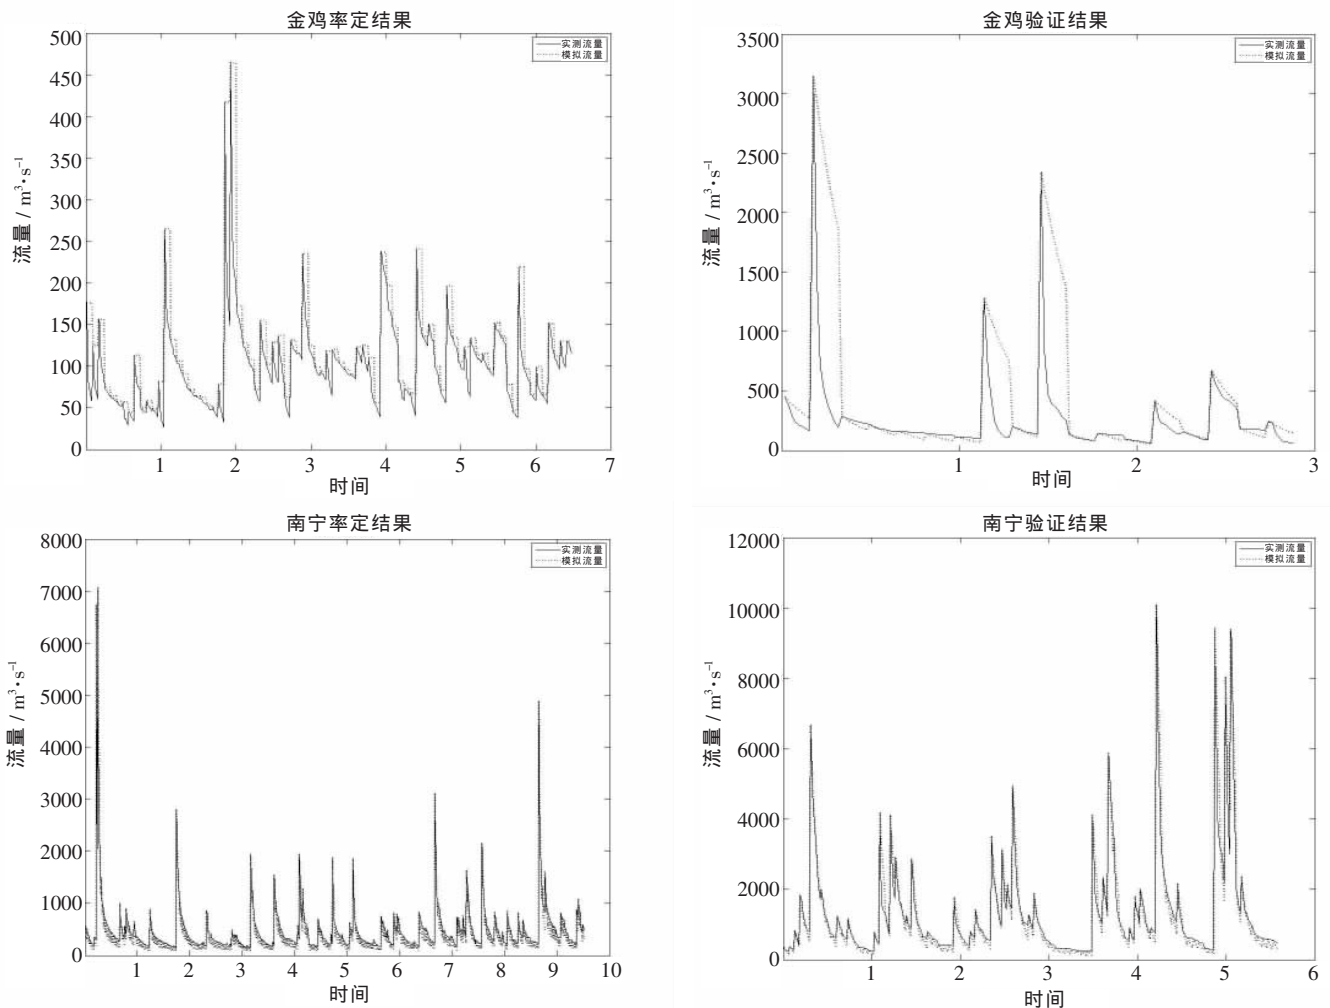 金鸡率定结果
500
450
400
350
300
250
200
150
100
50
0
流量 / m³·s⁻¹
实测流量
模拟流量
1 2 3 4 5 6 7
时间
金鸡验证结果
3500
3000
2500
2000
1500
1000
500
0
流量 / m³·s⁻¹
实测流量
模拟流量
1 2 3
时间
南宁率定结果
8000
7000
6000
5000
4000
3000
2000
1000
0
流量 / m³·s⁻¹
实测流量
模拟流量
1 2 3 4 5 6 7 8 9 10
时间
南宁验证结果
12000
10000
8000
6000
4000
2000
0
流量 / m³·s⁻¹
实测流量
模拟流量
1 2 3 4 5 6
时间